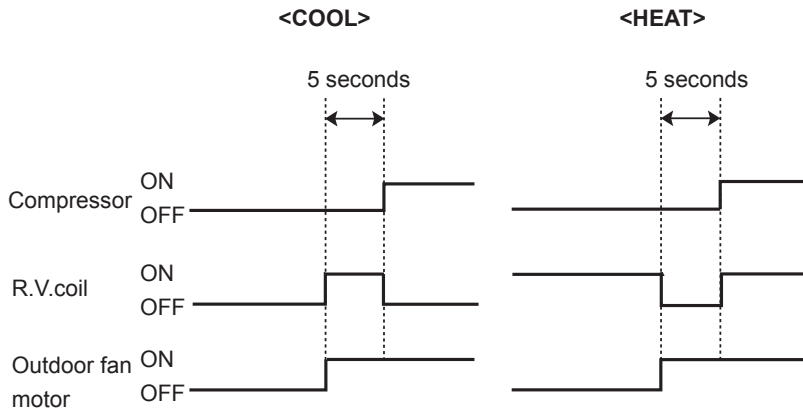 <COOL> <HEAT>
5 seconds 5 seconds
ON
Compressor
OFF
ON
R.V.coil
OFF
Outdoor fan ON
motor OFF